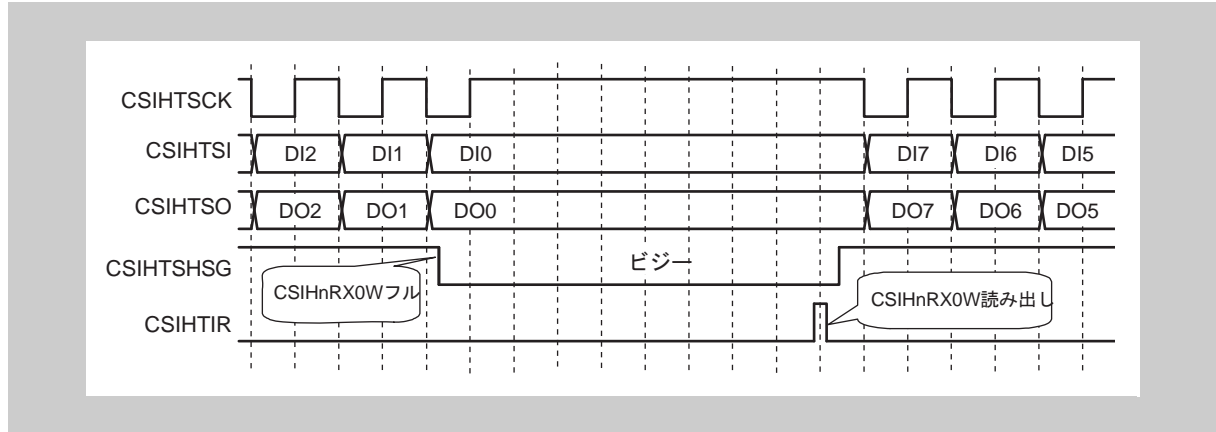 CSIHTSCK
CSIHTSI DI2 DI1 DI0 DI7 DI6 DI5
CSIHTSO DO2 DO1 DO0 DO7 DO6 DO5
CSIHTSHSG ビジー
CSIHnRX0Wフル CSIHnRX0W読み出し
CSIHTIR